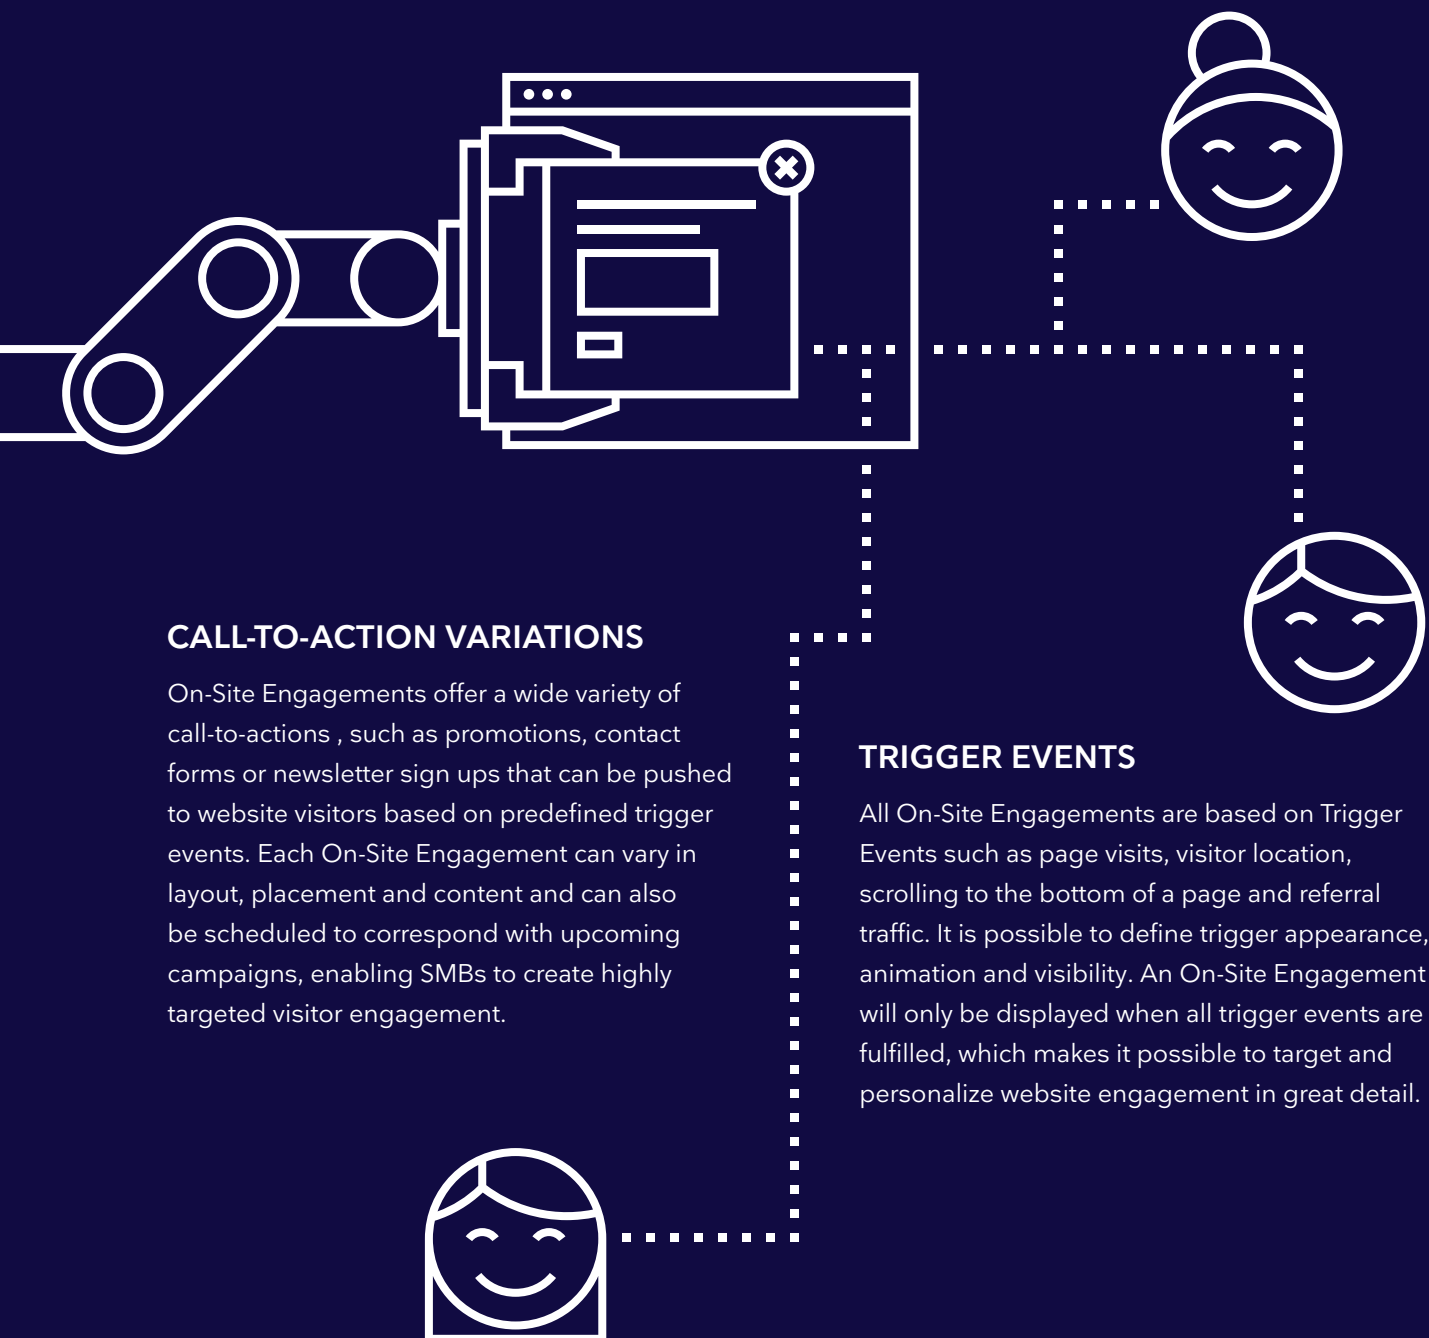 CALL-TO-ACTION VARIATIONS
On-Site Engagements offer a wide variety of
call-to-actions , such as promotions, contact
forms or newsletter sign ups that can be pushed
to website visitors based on predefined trigger
events. Each On-Site Engagement can vary in
layout, placement and content and can also
be scheduled to correspond with upcoming
campaigns, enabling SMBs to create highly
targeted visitor engagement.
TRIGGER EVENTS
All On-Site Engagements are based on Trigger
Events such as page visits, visitor location,
scrolling to the bottom of a page and referral
traffic. It is possible to define trigger appearance,
animation and visibility. An On-Site Engagement
will only be displayed when all trigger events are
fulfilled, which makes it possible to target and
personalize website engagement in great detail.